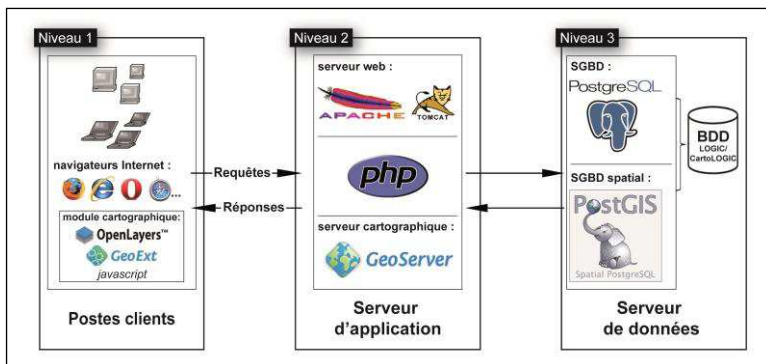 Niveau 1
navigateurs Internet :
...
module cartographique:
OpenLayers™
GeoExt
javascript
Postes clients
Requêtes
Réponses
Niveau 2
serveur web :
APACHE
TOMCAT
php
serveur cartographique :
GeoServer
Serveur
d'application
Niveau 3
SGBD :
PostgreSQL
SGBD spatial :
PostGIS
Spatial PostgreSQL
BDD
LOGIC/
CartoLOGIC
Serveur
de données